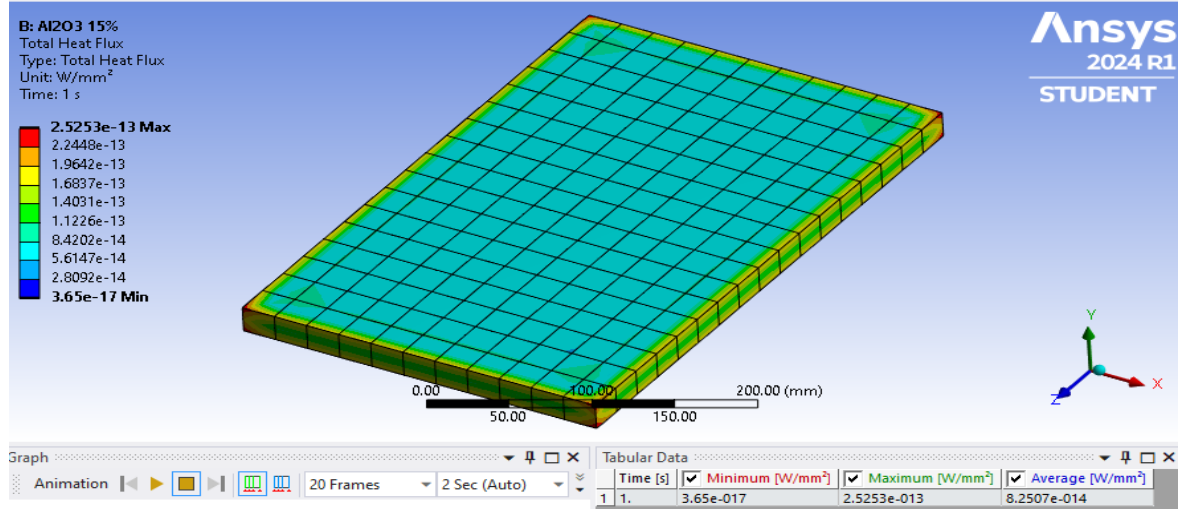 B: Al2O3 15%
Total Heat Flux
Type: Total Heat Flux
Unit: W/mm²
Time: 1 s
2.5253e-13 Max
2.2448e-13
1.9642e-13
1.6837e-13
1.4031e-13
1.1226e-13
8.4202e-14
5.6147e-14
2.8092e-14
3.65e-17 Min
Ansys
2024 R1
STUDENT
0.00 100.00 200.00 (mm)
50.00 150.00
Y
X
Z
Graph
Animation 20 Frames 2 Sec (Auto)
Tabular Data
Time [s] Minimum [W/mm²] Maximum [W/mm²] Average [W/mm²]
1 1. 3.65e-017 2.5253e-013 8.2507e-014